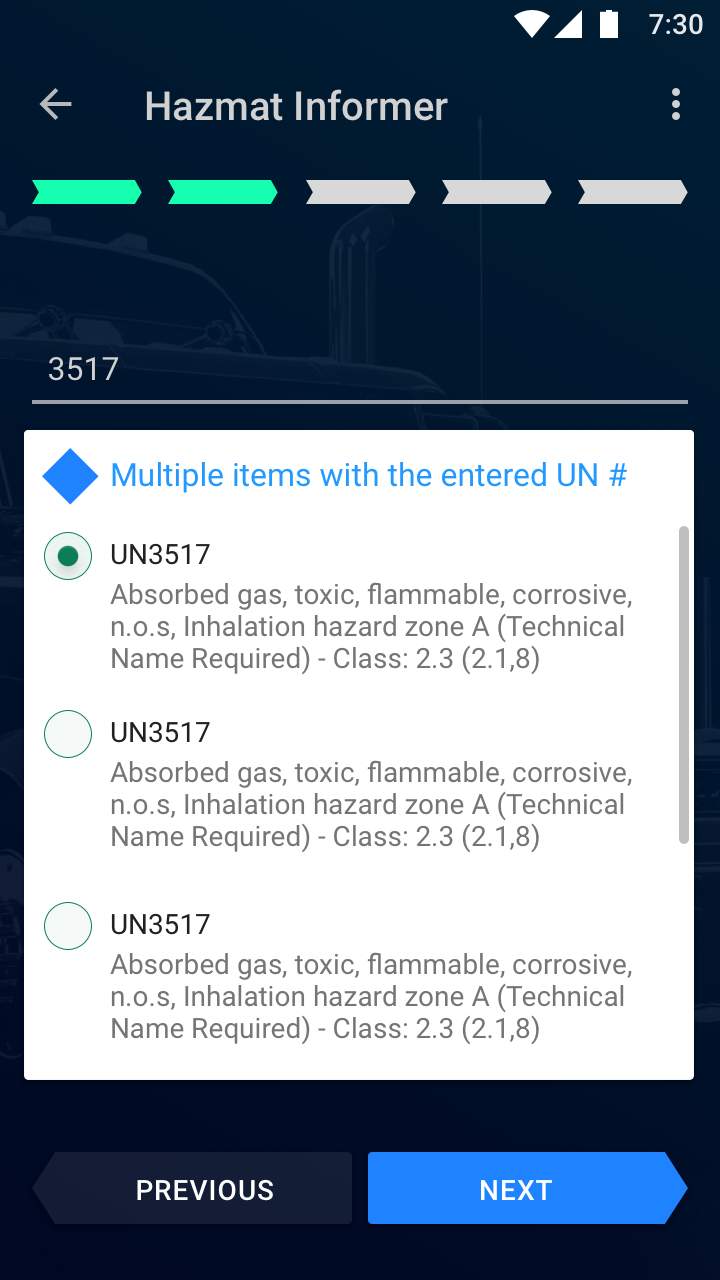 7:30
Hazmat Informer
3517
Multiple items with the entered UN #
UN3517
Absorbed gas, toxic, flammable, corrosive,
n.o.s, Inhalation hazard zone A (Technical
Name Required) - Class: 2.3 (2.1,8)
UN3517
Absorbed gas, toxic, flammable, corrosive,
n.o.s, Inhalation hazard zone A (Technical
Name Required) - Class: 2.3 (2.1,8)
UN3517
Absorbed gas, toxic, flammable, corrosive,
n.o.s, Inhalation hazard zone A (Technical
Name Required) - Class: 2.3 (2.1,8)
PREVIOUS
NEXT